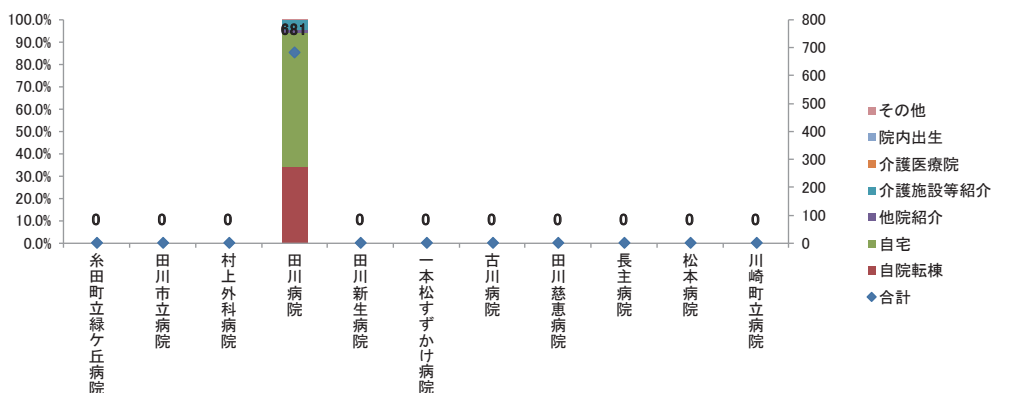 100.0%
90.0%
80.0%
70.0%
60.0%
50.0%
40.0%
30.0%
20.0%
10.0%
0.0%
0
0
0
681
0
0
0
0
0
0
0
800
700
600
500
400
300
200
100
0
糸田町立緑ケ丘病院
田川市立病院
村上外科病院
田川病院
田川新生病院
一本松すずかけ病院
古川病院
田川慈恵病院
長主病院
松本病院
川崎町立病院
その他
院内出生
介護医療院
介護施設等紹介
他院紹介
自宅
自院転棟
合計